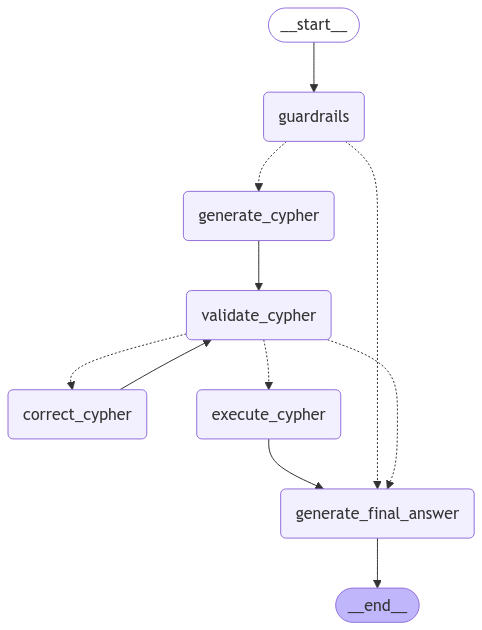 __start__
guardrails
generate_cypher
validate_cypher
correct_cypher
execute_cypher
generate_final_answer
__end__